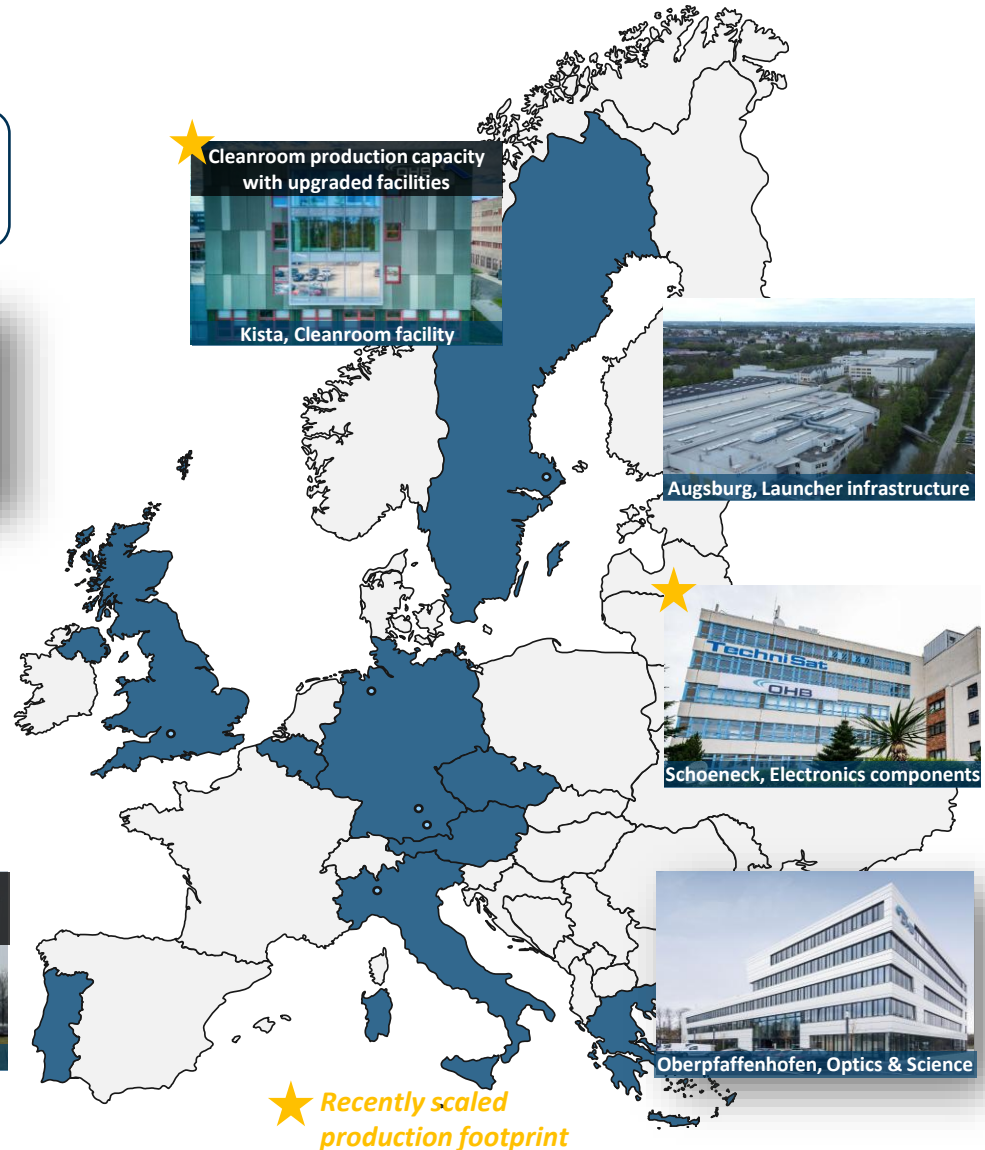 Cleanroom production capacity
with upgraded facilities
Kista, Cleanroom facility
Augsburg, Launcher infrastructure
TechniSat
OHB
Schoeneck, Electronics components
Oberpfaffenhofen, Optics & Science
Recently scaled
production footprint